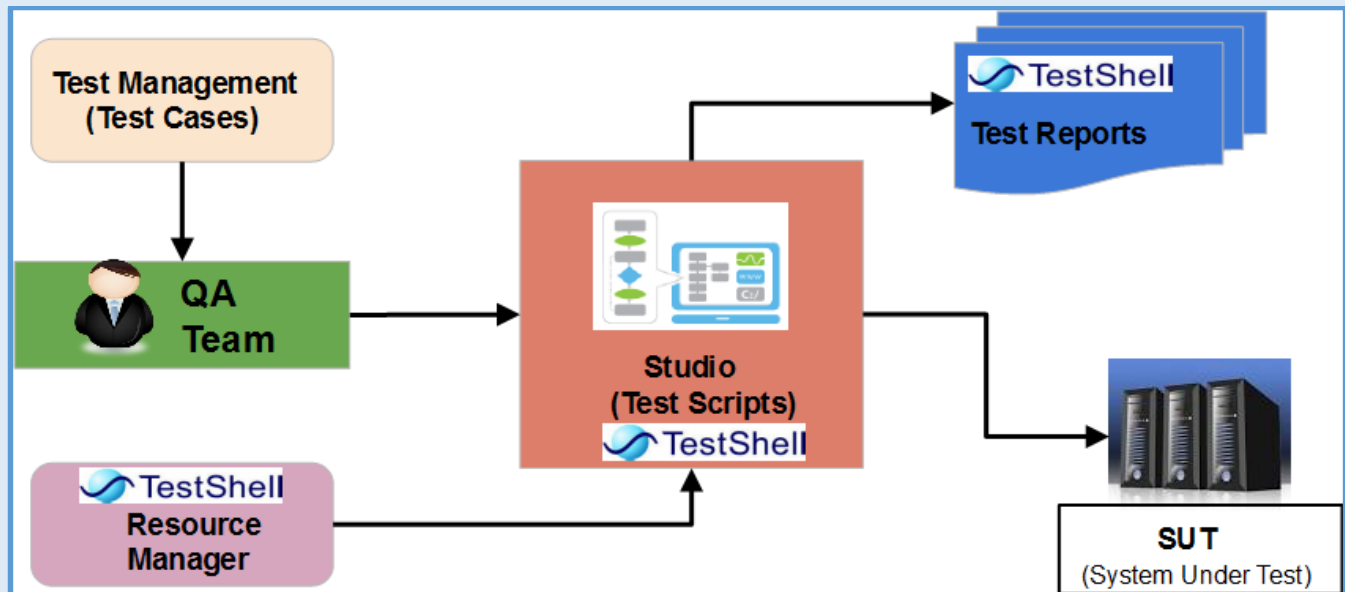 Test Management
(Test Cases)
QA
Team
TestShell
Resource
Manager
www
C:/
Studio
(Test Scripts)
TestShell
TestShell
Test Reports
SUT
(System Under Test)